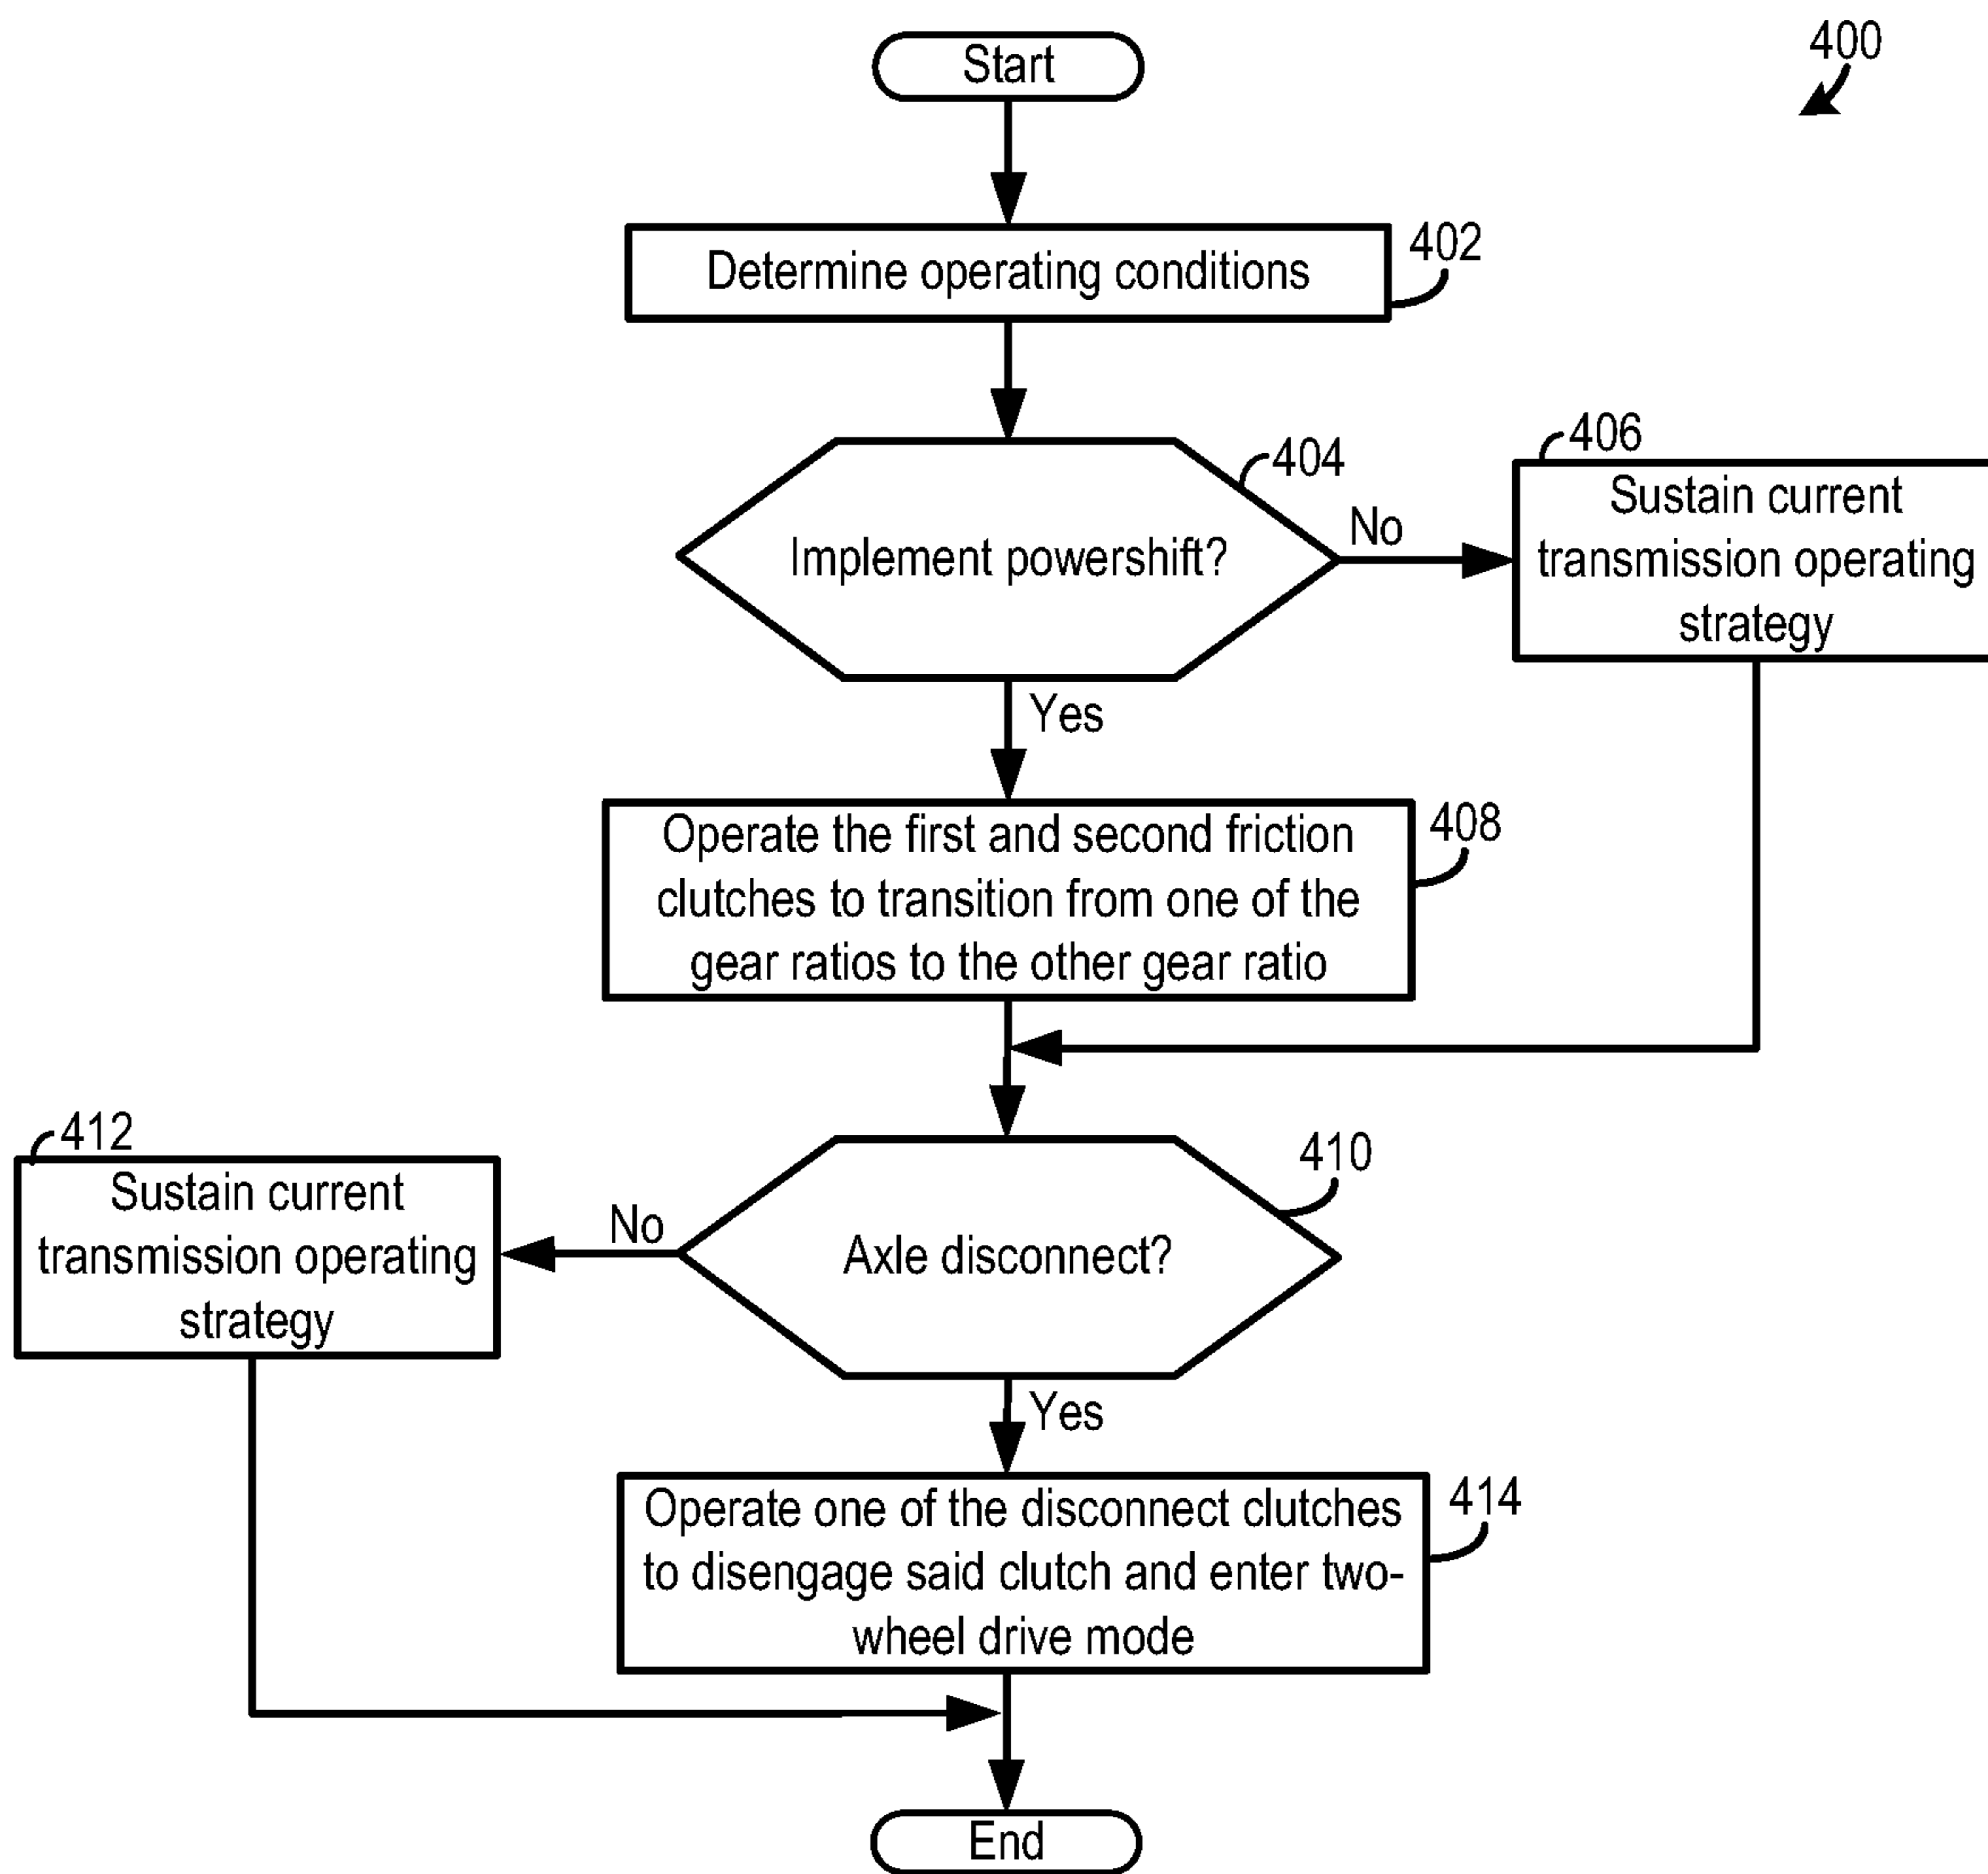 Start
400
Determine operating conditions
402
Implement powershift?
404
No
406
Sustain current
transmission operating
strategy
Yes
Operate the first and second friction
clutches to transition from one of the
gear ratios to the other gear ratio
408
412
Sustain current
transmission operating
strategy
No
Axle disconnect?
410
Yes
Operate one of the disconnect clutches
to disengage said clutch and enter two-
wheel drive mode
414
End